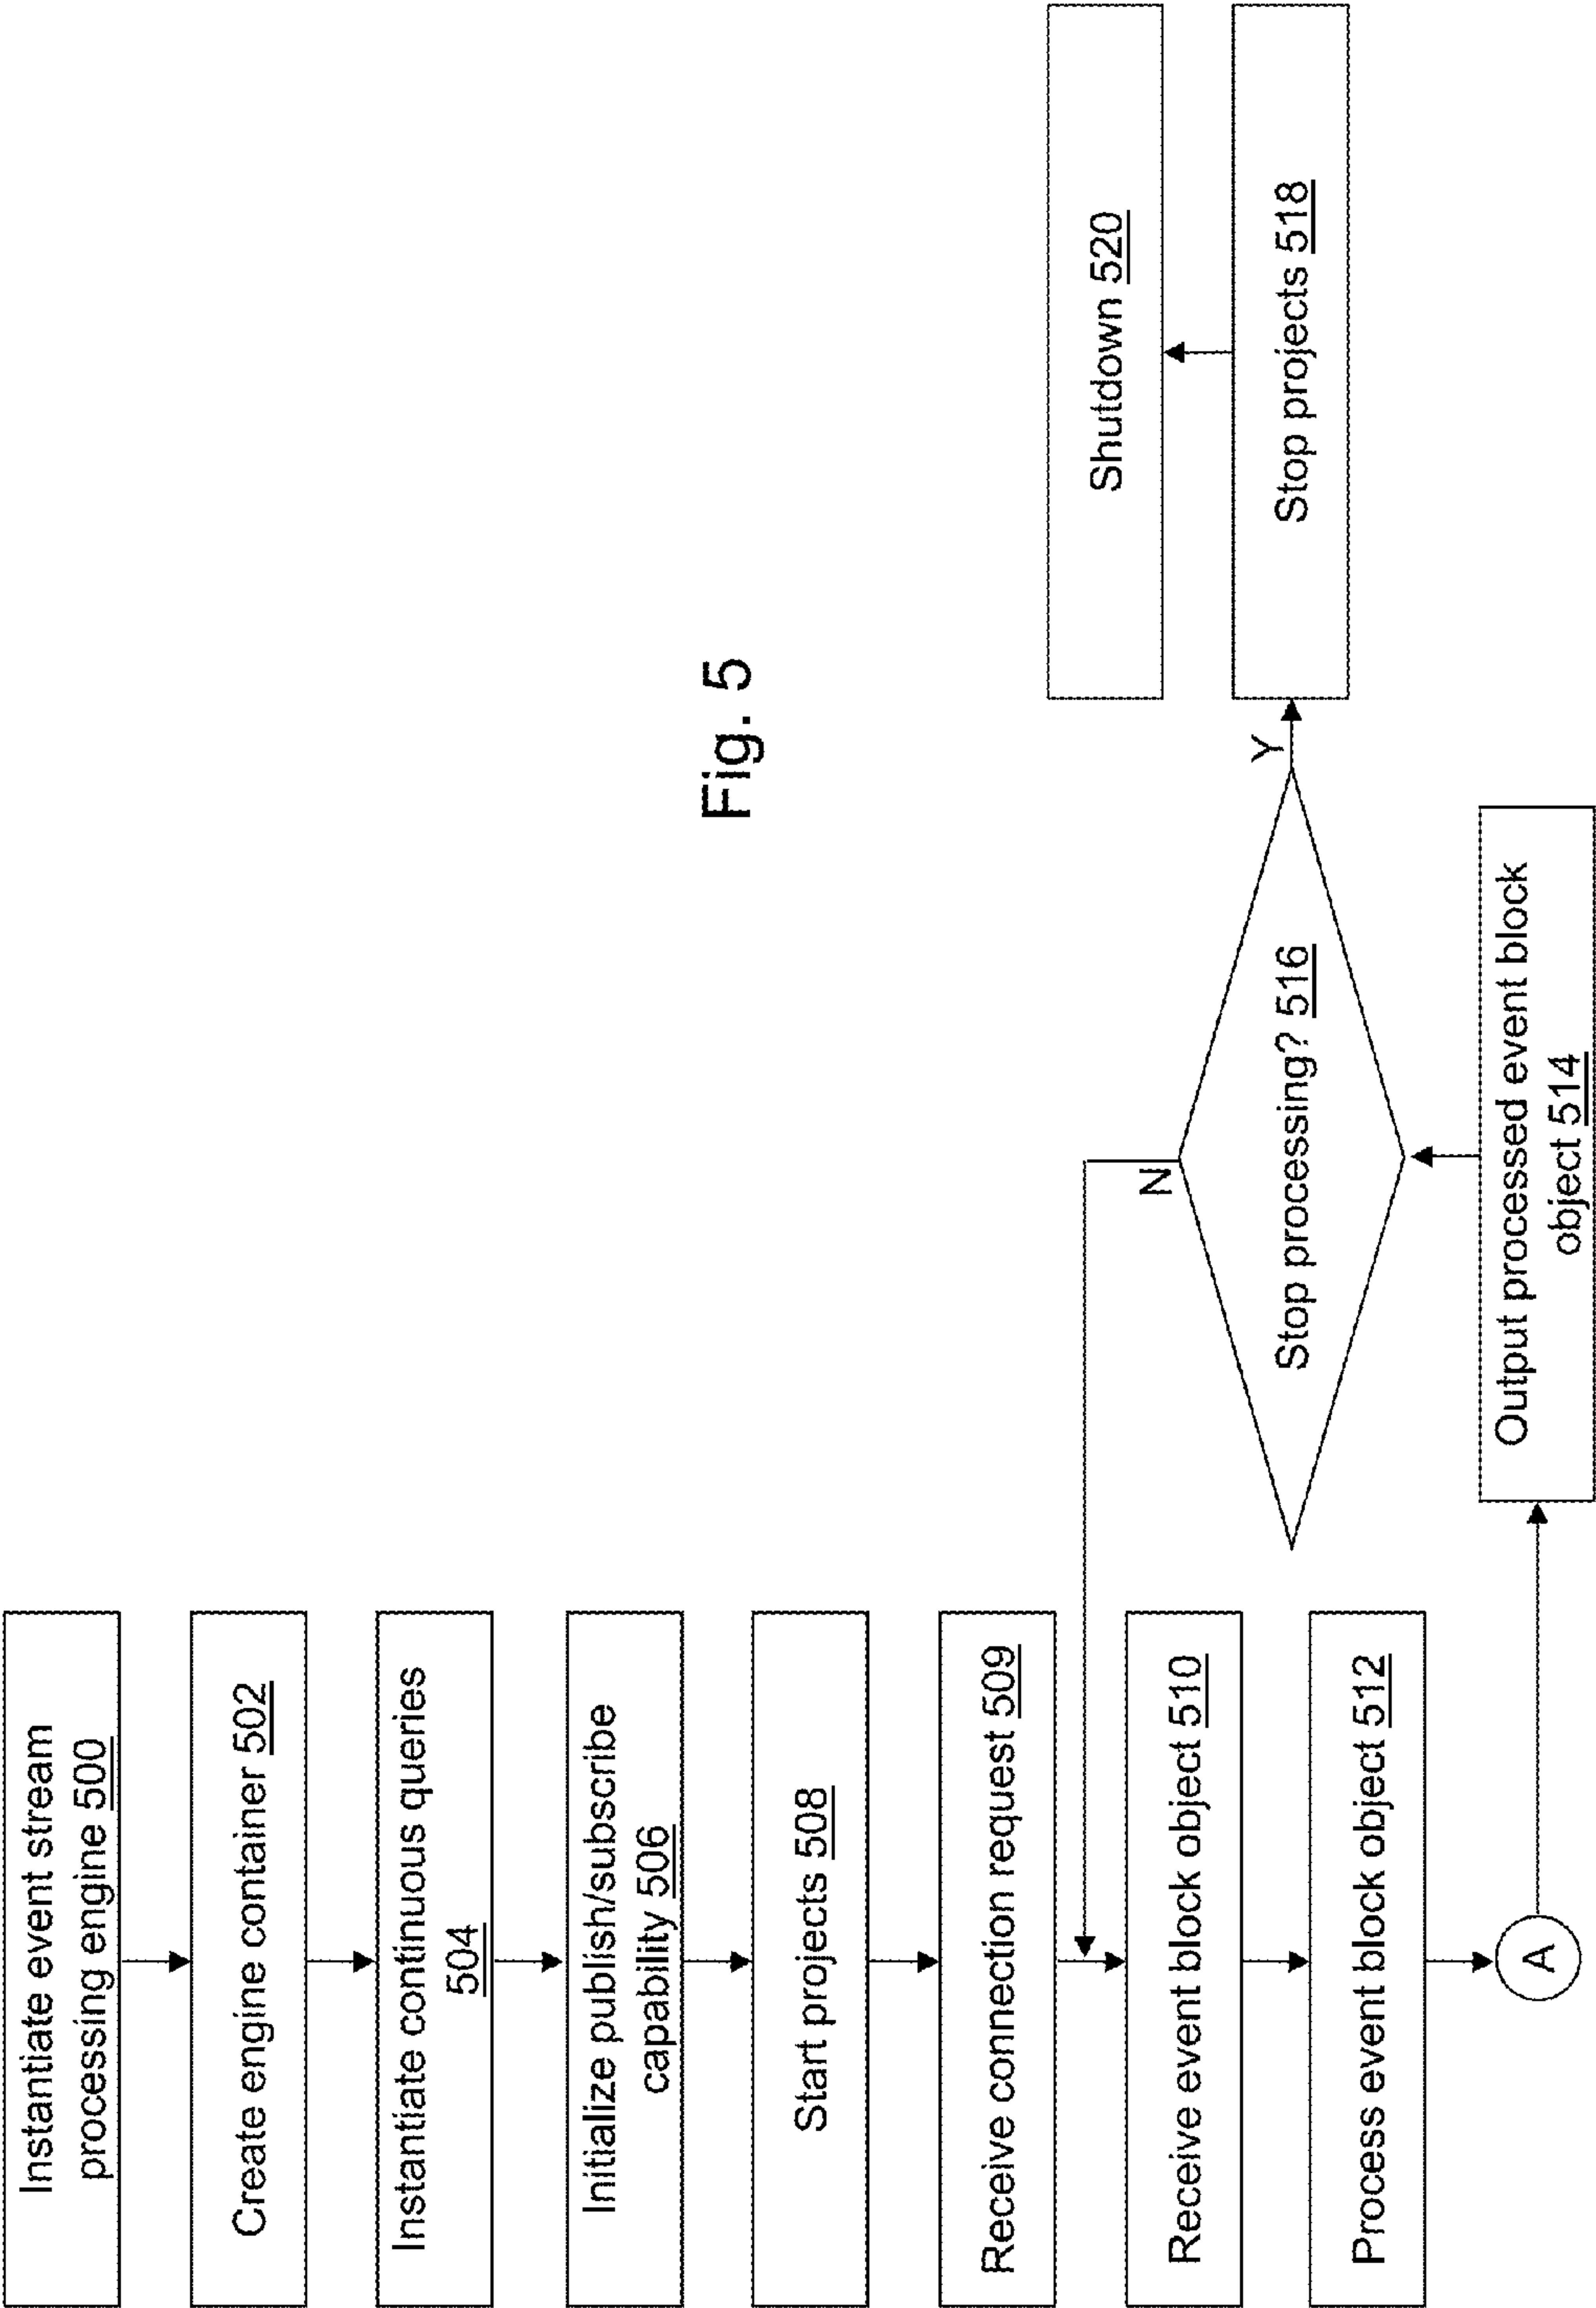 Instantiate event stream
processing engine 500
Create engine container 502
Instantiate continuous queries
504
Initialize publish/subscribe
capability 506
Start projects 508
Receive connection request 509
Receive event block object 510
Process event block object 512
A
Output processed event block
object 514
Stop processing? 516
N
Y
Stop projects 518
Shutdown 520
Fig. 5